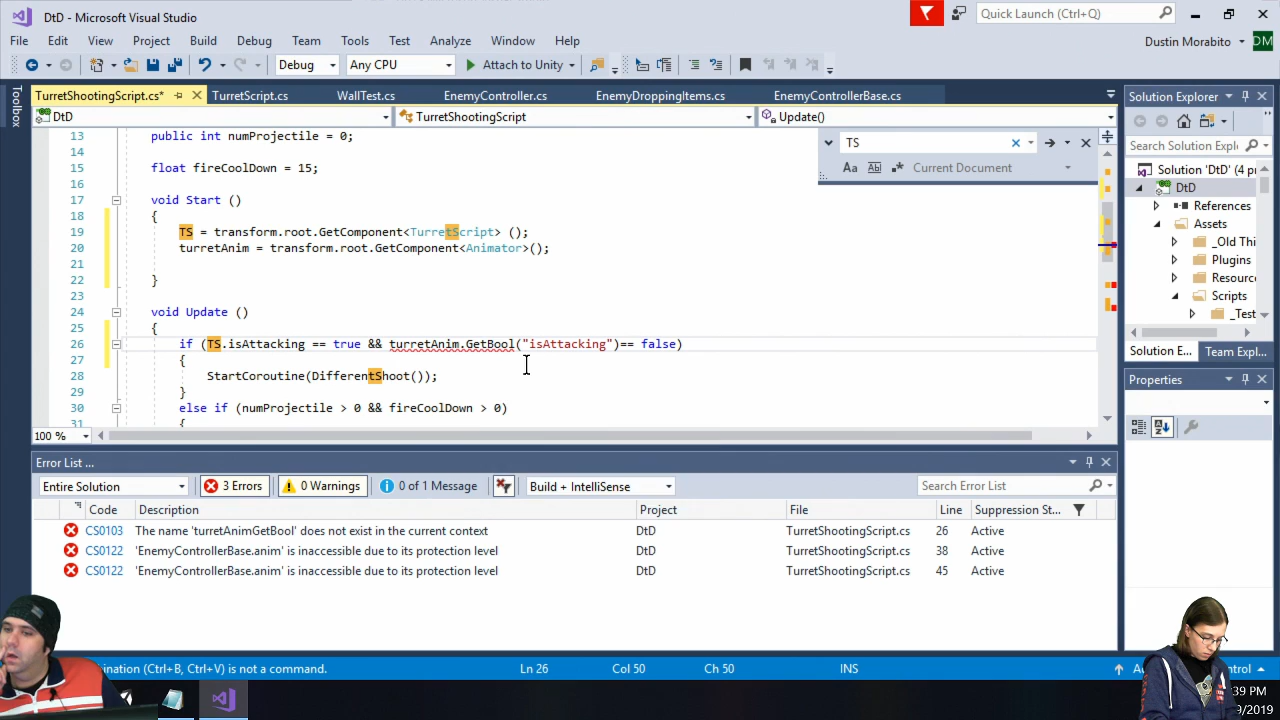 DtD - Microsoft Visual Studio
Quick Launch (Ctrl+Q)
File Edit View Project Build Debug Team Tools Test Analyze Window Help
Dustin Morabito DM
Debug Any CPU Attach to Unity
Toolbox
TurretShootingScript.cs* TurretScript.cs WallTest.cs EnemyController.cs EnemyDroppingItems.cs EnemyControllerBase.cs
DtD TurretShootingScript Update()
TS
Aa Ab Current Document
13 public int numProjectile = 0;
14
15 float fireCoolDown = 15;
16
17 void Start ()
18 {
19 TS = transform.root.GetComponent<TurretScript> ();
20 turretAnim = transform.root.GetComponent<Animator>();
21
22 }
23
24 void Update ()
25 {
26 if (TS.isAttacking == true && turretAnim.GetBool("isAttacking")== false)
27 {
28 StartCoroutine(DifferentShoot());
29 }
30 else if (numProjectile > 0 && fireCoolDown > 0)
31 {
100 %
Solution Explorer
Search Solution Expl
Solution 'DtD' (4 pr
DtD
References
Assets
_Old Thi
Plugins
Resourc
Scripts
_Test
Solution E... Team Expl...
Properties
Error List ...
Entire Solution 3 Errors 0 Warnings 0 of 1 Message Build + IntelliSense Search Error List
Code Description Project File Line Suppression St...
CS0103 The name 'turretAnimGetBool' does not exist in the current context DtD TurretShootingScript.cs 26 Active
CS0122 'EnemyControllerBase.anim' is inaccessible due to its protection level DtD TurretShootingScript.cs 38 Active
CS0122 'EnemyControllerBase.anim' is inaccessible due to its protection level DtD TurretShootingScript.cs 45 Active
ination (Ctrl+B, Ctrl+V) is not a command. Ln 26 Col 50 Ch 50 INS
:39 PM
/2019